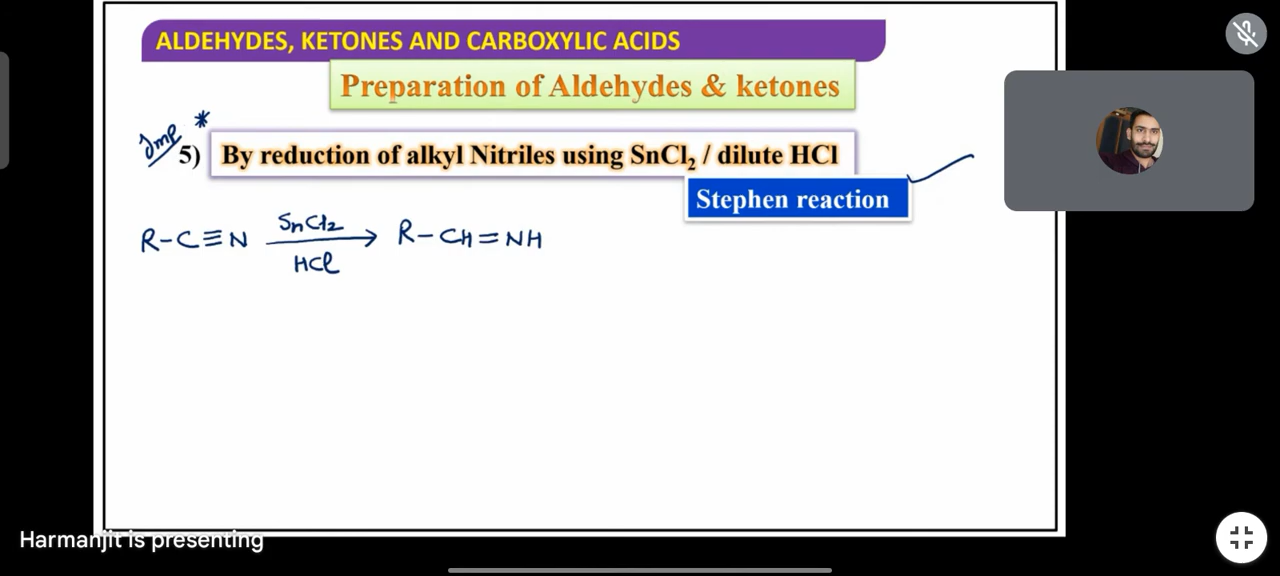 ALDEHYDES, KETONES AND CARBOXYLIC ACIDS
Preparation of Aldehydes & ketones
Imp *
5) By reduction of alkyl Nitriles using SnCl₂ / dilute HCl
Stephen reaction
R-C≡N SnCl2 HCl → R-CH=NH
Harmanjit is presenting